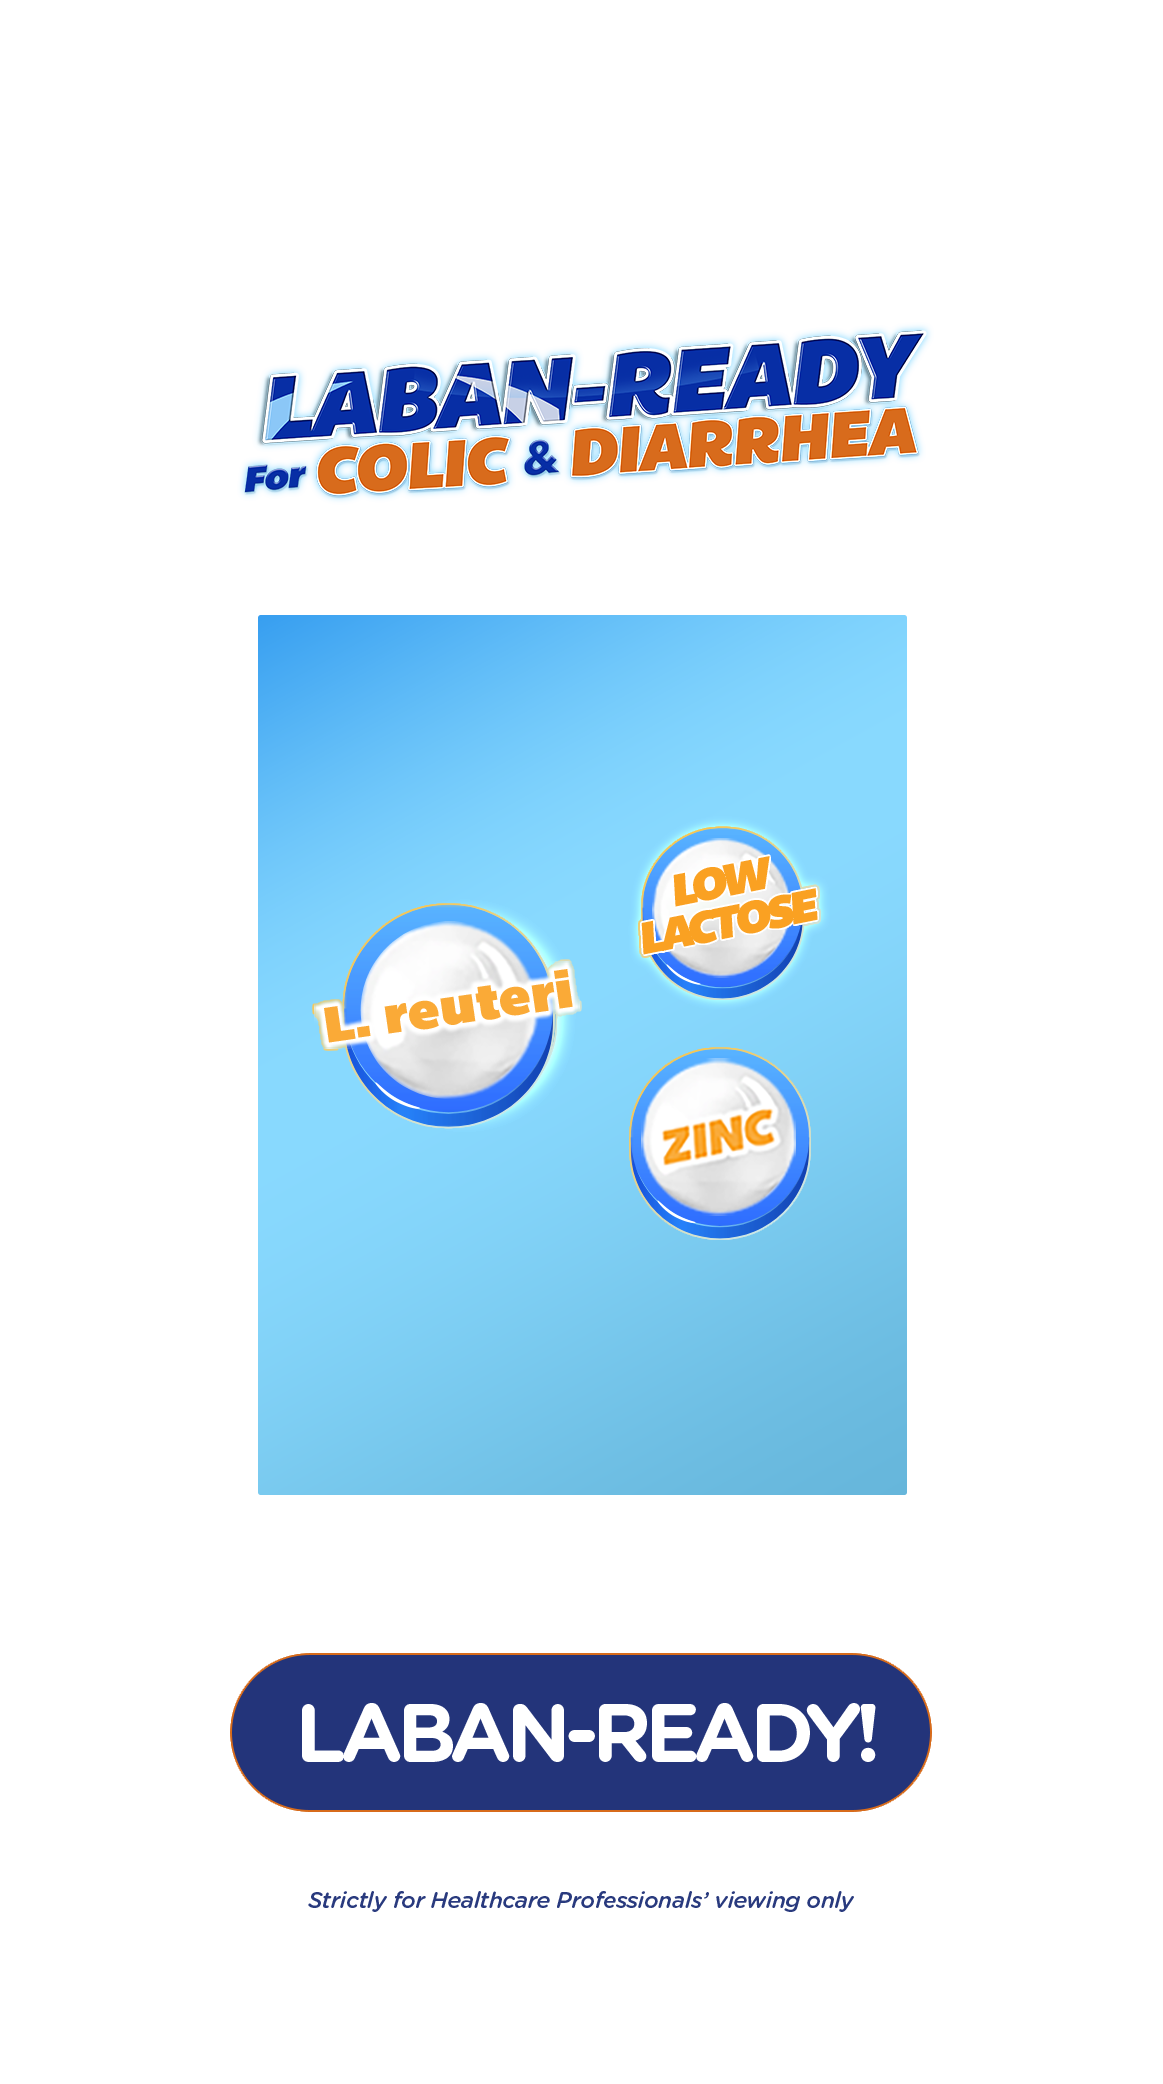 LABAN-READY
For COLIC & DIARRHEA
L. reuteri
LOW
LACTOSE
ZINC
LABAN-READY!
Strictly for Healthcare Professionals’ viewing only